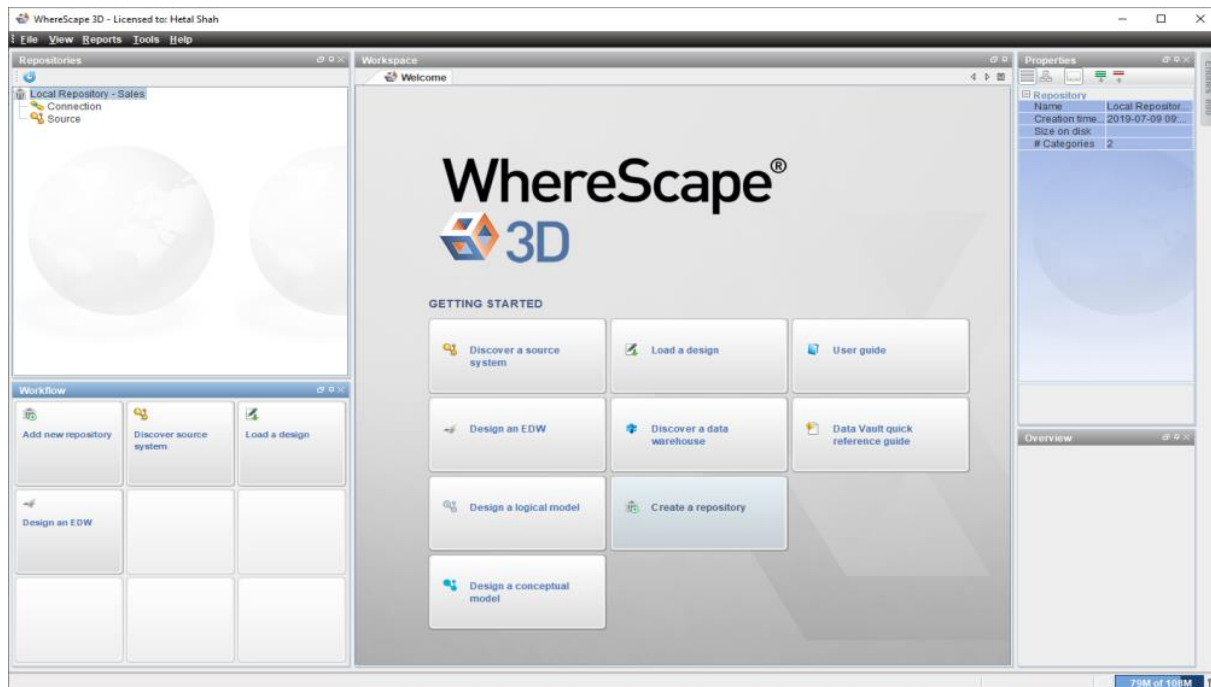 WhereScape 3D - Licensed to: Hetal Shah
File View Reports Tools Help
Repositories
Local Repository - Sales
Connection
Source
Workflow
Add new repository
Discover source
system
Load a design
Design an EDW
Workspace
Welcome
WhereScape®
3D
GETTING STARTED
Discover a source
system
Load a design
User guide
Design an EDW
Discover a data
warehouse
Data Vault quick
reference guide
Design a logical model
Create a repository
Design a conceptual
model
Properties
Repository
Name Local Repositor...
Creation time... 2019-07-09 09:...
Size on disk
# Categories 2
Overview
79M of 108M